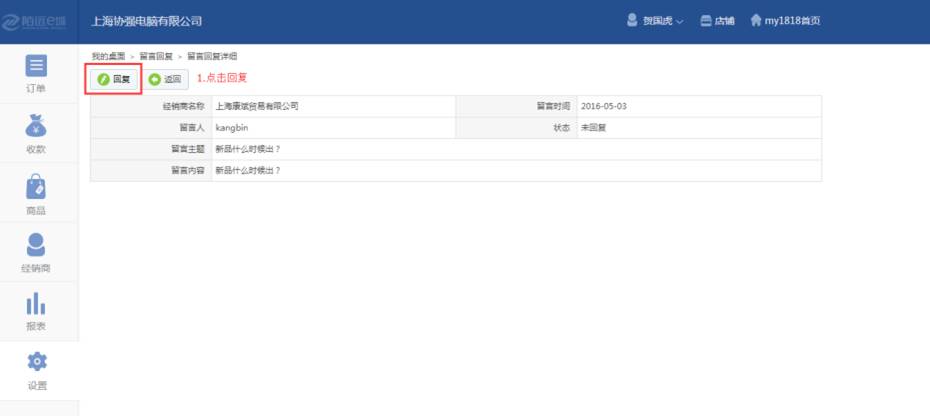 陌远e城
上海协强电脑有限公司
贺国虎
店铺
my1818首页
我的桌面 > 留言回复 > 留言回复详细
回复
返回
1.点击回复
订单
收款
商品
经销商
报表
设置
经销商名称 上海康斌贸易有限公司 留言时间 2016-05-03
留言人 kangbin 状态 未回复
留言主题 新品什么时候出？
留言内容 新品什么时候出？